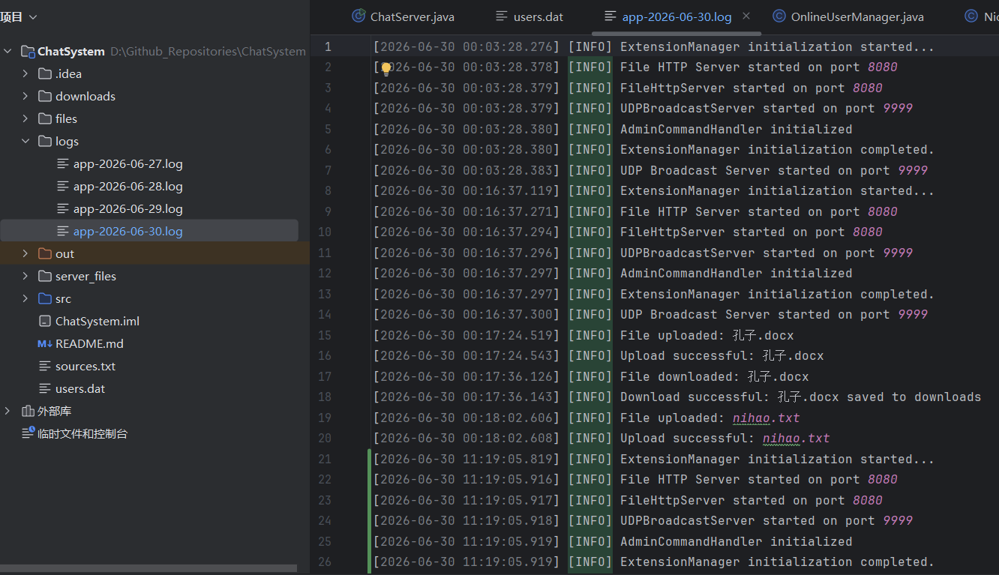 项目
ChatServer.java
users.dat
app-2026-06-30.log
OnlineUserManager.java
ChatSystem D:\Github_Repositories\ChatSystem
.idea
downloads
files
logs
app-2026-06-27.log
app-2026-06-28.log
app-2026-06-29.log
app-2026-06-30.log
out
server_files
src
ChatSystem.iml
README.md
sources.txt
users.dat
外部库
临时文件和控制台
1 [2026-06-30 00:03:28.276] [INFO] ExtensionManager initialization started...
2 [2026-06-30 00:03:28.378] [INFO] File HTTP Server started on port 8080
3 [2026-06-30 00:03:28.379] [INFO] FileHttpServer started on port 8080
4 [2026-06-30 00:03:28.379] [INFO] UDPBroadcastServer started on port 9999
5 [2026-06-30 00:03:28.380] [INFO] AdminCommandHandler initialized
6 [2026-06-30 00:03:28.380] [INFO] ExtensionManager initialization completed.
7 [2026-06-30 00:03:28.383] [INFO] UDP Broadcast Server started on port 9999
8 [2026-06-30 00:16:37.119] [INFO] ExtensionManager initialization started...
9 [2026-06-30 00:16:37.271] [INFO] File HTTP Server started on port 8080
10 [2026-06-30 00:16:37.294] [INFO] FileHttpServer started on port 8080
11 [2026-06-30 00:16:37.296] [INFO] UDPBroadcastServer started on port 9999
12 [2026-06-30 00:16:37.297] [INFO] AdminCommandHandler initialized
13 [2026-06-30 00:16:37.297] [INFO] ExtensionManager initialization completed.
14 [2026-06-30 00:16:37.300] [INFO] UDP Broadcast Server started on port 9999
15 [2026-06-30 00:17:24.519] [INFO] File uploaded: 孔子.docx
16 [2026-06-30 00:17:24.543] [INFO] Upload successful: 孔子.docx
17 [2026-06-30 00:17:36.126] [INFO] File downloaded: 孔子.docx
18 [2026-06-30 00:17:36.143] [INFO] Download successful: 孔子.docx saved to downloads
19 [2026-06-30 00:18:02.606] [INFO] File uploaded: nihao.txt
20 [2026-06-30 00:18:02.608] [INFO] Upload successful: nihao.txt
21 [2026-06-30 11:19:05.819] [INFO] ExtensionManager initialization started...
22 [2026-06-30 11:19:05.916] [INFO] File HTTP Server started on port 8080
23 [2026-06-30 11:19:05.917] [INFO] FileHttpServer started on port 8080
24 [2026-06-30 11:19:05.918] [INFO] UDPBroadcastServer started on port 9999
25 [2026-06-30 11:19:05.919] [INFO] AdminCommandHandler initialized
26 [2026-06-30 11:19:05.919] [INFO] ExtensionManager initialization completed.